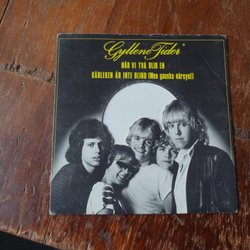 Gyllene Tider
NÄR VI TVÅ BLIR EN
KÄRLEKEN ÄR INTE BLIND (Men ganska närsynt!)